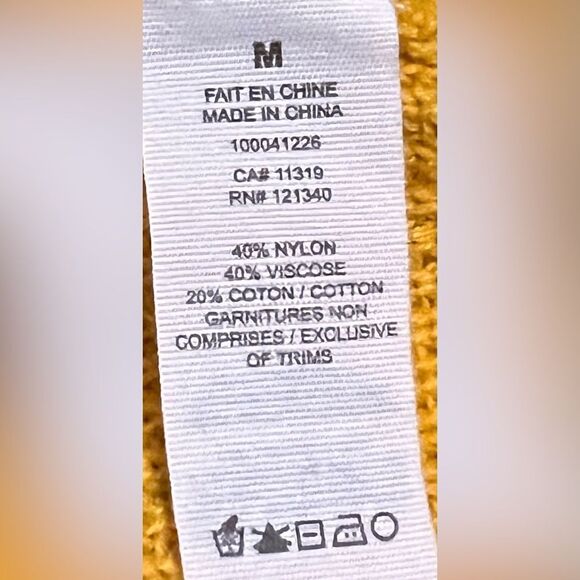 M
FAIT EN CHINE
MADE IN CHINA
100041226
CA# 11319
RN# 121340
40% NYLON
40% VISCOSE
20% COTON / COTTON
GARNITURES NON
COMPRISES / EXCLUSIVE
OF TRIMS